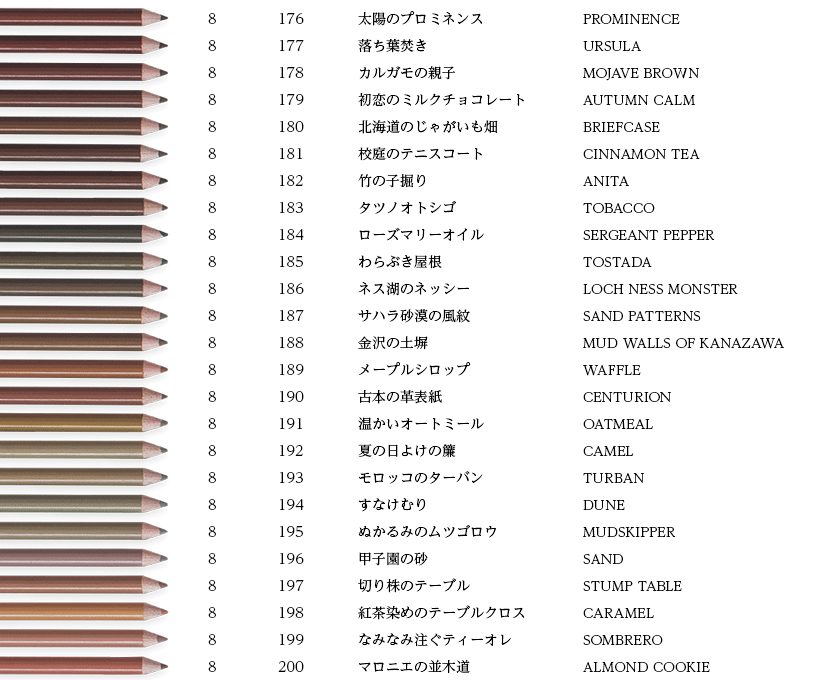 8 176 太陽のプロミネンス PROMINENCE
8 177 落ち葉焚き URSULA
8 178 カルガモの親子 MOJAVE BROWN
8 179 初恋のミルクチョコレート AUTUMN CALM
8 180 北海道のじゃがいも畑 BRIEFCASE
8 181 校庭のテニスコート CINNAMON TEA
8 182 竹の子掘り ANITA
8 183 タツノオトシゴ TOBACCO
8 184 ローズマリーオイル SERGEANT PEPPER
8 185 わらぶき屋根 TOSTADA
8 186 ネス湖のネッシー LOCH NESS MONSTER
8 187 サハラ砂漠の風紋 SAND PATTERNS
8 188 金沢の土塀 MUD WALLS OF KANAZAWA
8 189 メープルシロップ WAFFLE
8 190 古本の革表紙 CENTURION
8 191 温かいオートミール OATMEAL
8 192 夏の日よけの簾 CAMEL
8 193 モロッコのターバン TURBAN
8 194 すなけむり DUNE
8 195 ぬかるみのムツゴロウ MUDSKIPPER
8 196 甲子園の砂 SAND
8 197 切り株のテーブル STUMP TABLE
8 198 紅茶染めのテーブルクロス CARAMEL
8 199 なみなみ注ぐティーオレ SOMBRERO
8 200 マロニエの並木道 ALMOND COOKIE